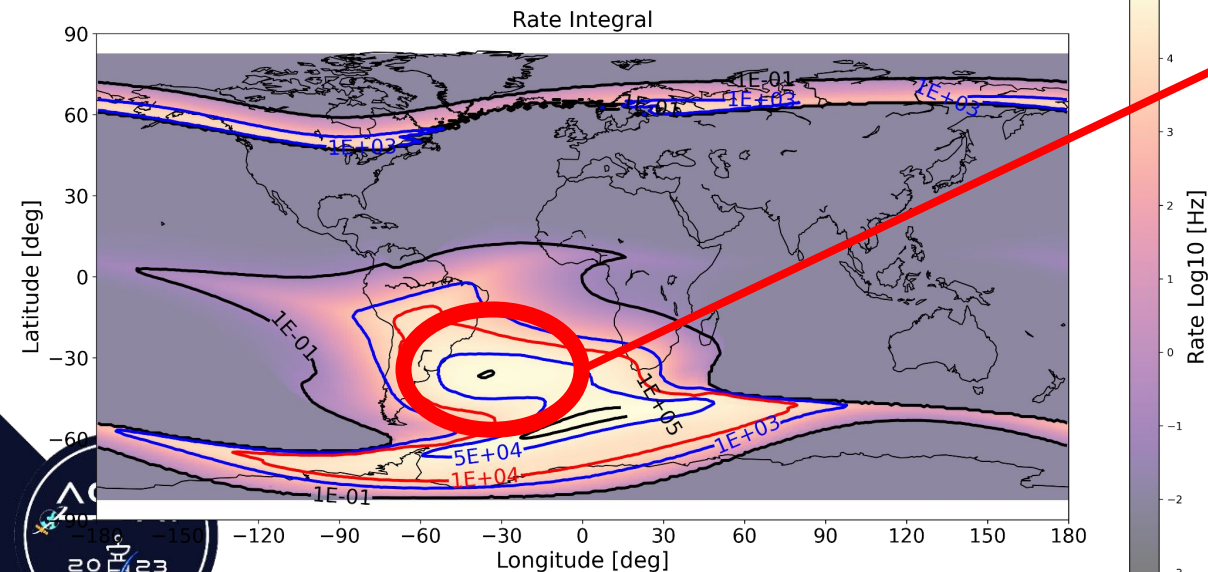 Rate Integral
90
60
30
0
−30
−60
−90
Latitude [deg]
1E-01
1E+03
1E+03
1E+03
1E-01
1E+05
5E+04
1E+03
1E+04
1E-01
−180 −150 −120 −90 −60 −30 0 30 60 90 120 150 180
Longitude [deg]
4
3
2
1
0
−1
−2
Rate Log10 [Hz]